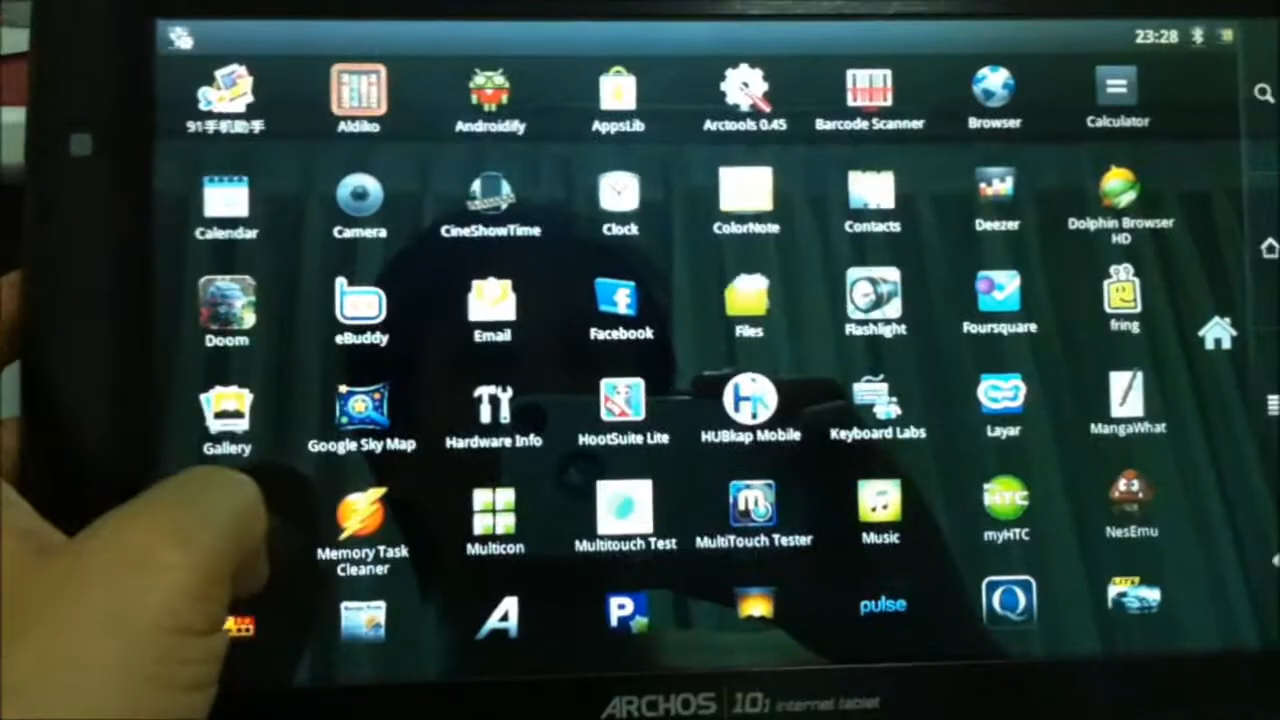 23:28
91手机助手
Aldiko
Androidify
AppsLib
Arctools 0.45
Barcode Scanner
Browser
Calculator
Calendar
Camera
CineShowTime
Clock
ColorNote
Contacts
Deezer
Dolphin Browser
HD
Doom
eBuddy
Email
Facebook
Files
Flashlight
Foursquare
fring
Gallery
Google Sky Map
Hardware Info
HootSuite Lite
HUBkap Mobile
Keyboard Labs
Layar
MangaWhat
Memory Task
Cleaner
Multicon
Multitouch Test
MultiTouch Tester
Music
hTC
myHTC
NesEmu
pulse
LITE
ARCHOS 101 internet tablet